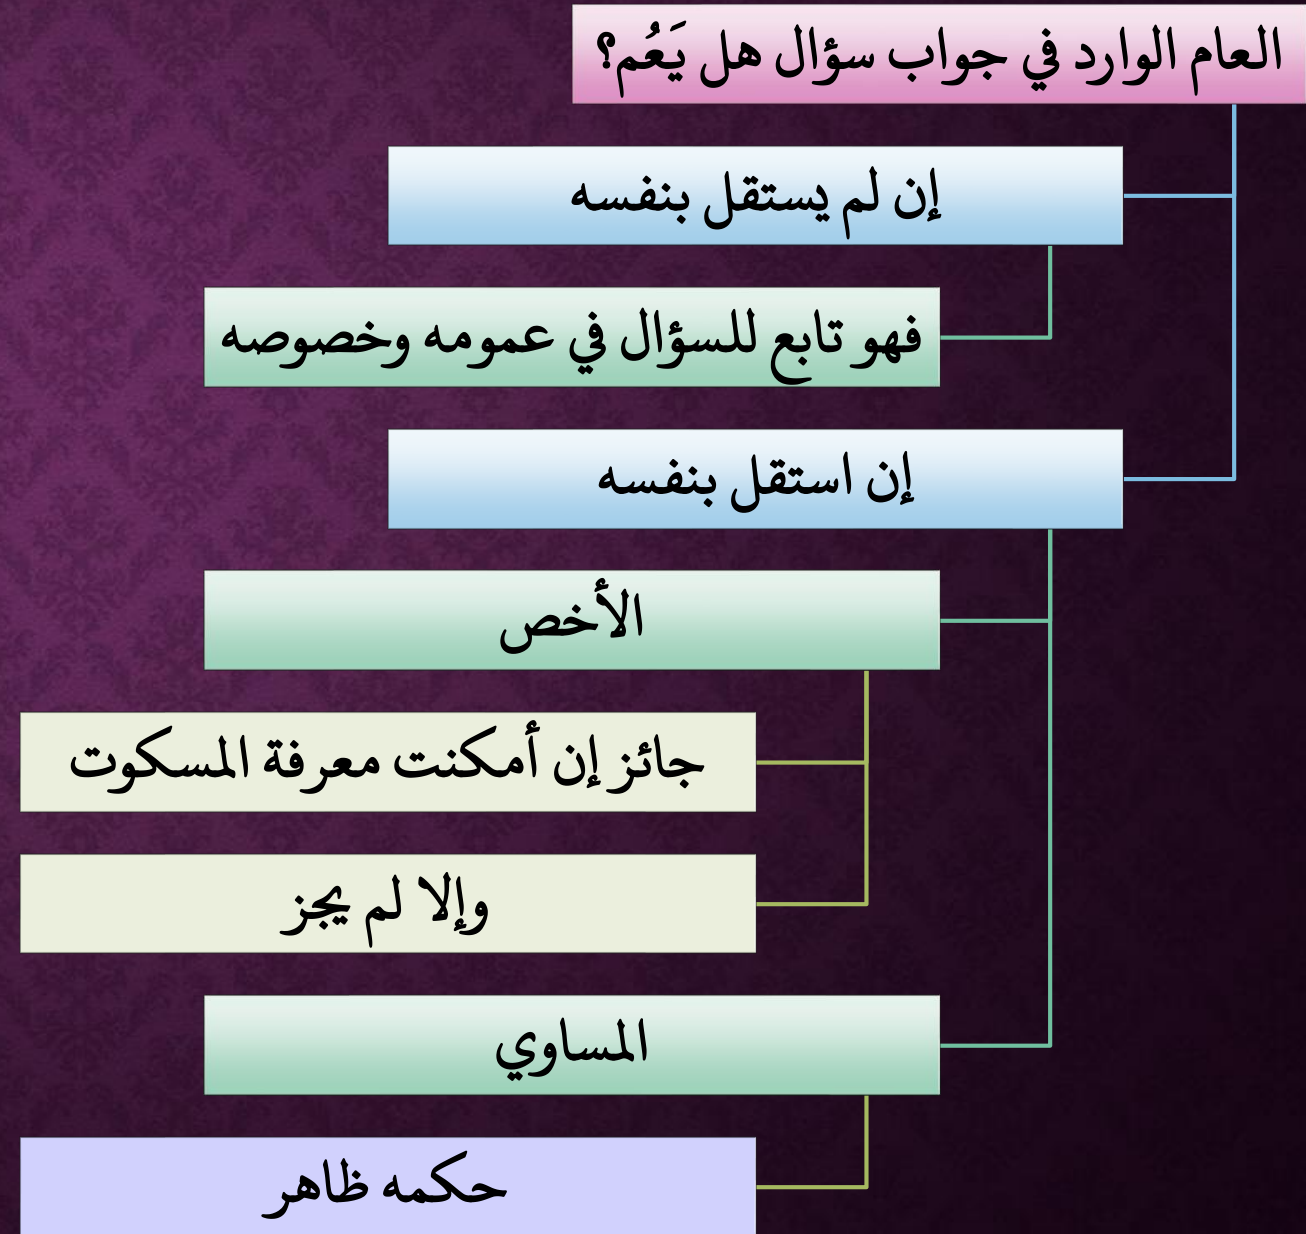 العام الوارد في جواب سؤال هل يَعُم؟
إن لم يستقل بنفسه
فهو تابع للسؤال في عمومه وخصوصه
إن استقل بنفسه
الأخص
جائز إن أمكنت معرفة المسكوت
وإلا لم يجز
المساوي
حكمه ظاهر